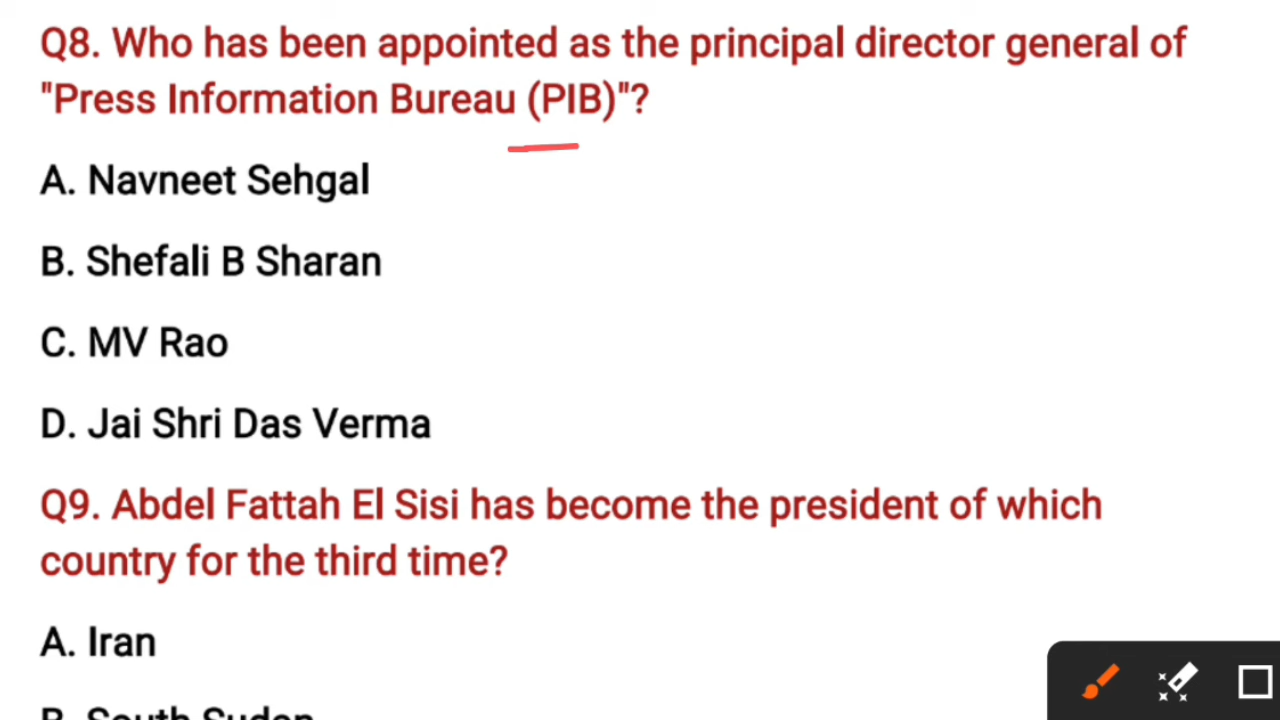 Q8. Who has been appointed as the principal director general of
"Press Information Bureau (PIB)"?
A. Navneet Sehgal
B. Shefali B Sharan
C. MV Rao
D. Jai Shri Das Verma
Q9. Abdel Fattah El Sisi has become the president of which
country for the third time?
A. Iran
B. South Sudan